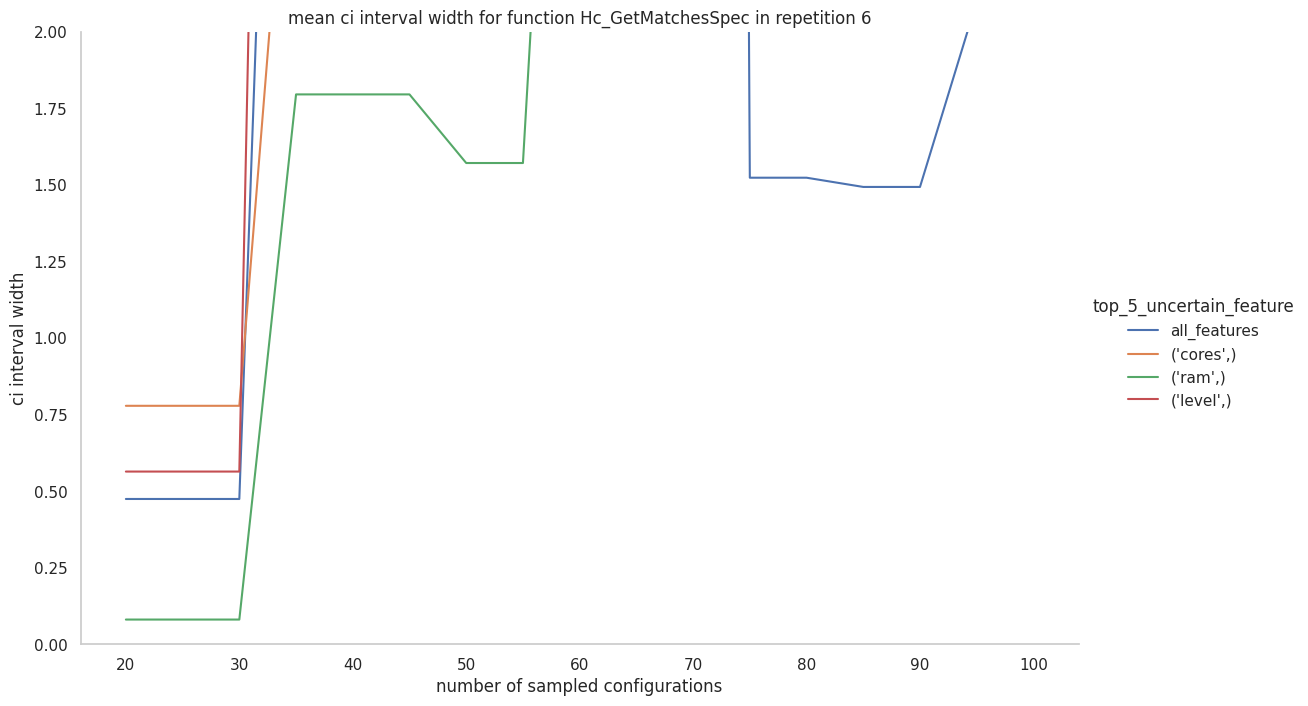 mean ci interval width for function Hc_GetMatchesSpec in repetition 6
2.00
1.75
1.50
1.25
1.00
0.75
0.50
0.25
0.00
ci interval width
20 30 40 50 60 70 80 90 100
number of sampled configurations
top_5_uncertain_feature
all_features
('cores',)
('ram',)
('level',)